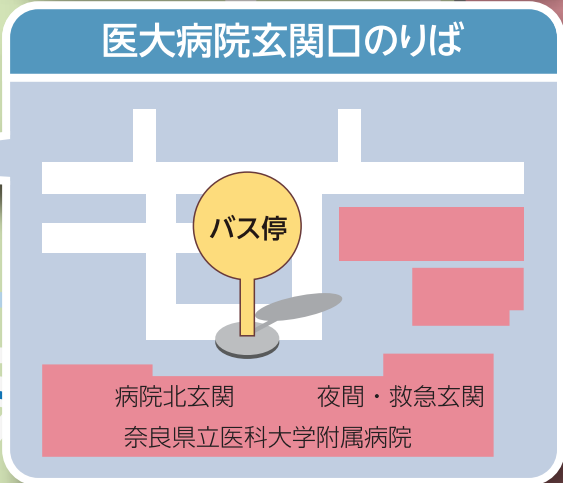 医大病院玄関口のりば
バス停
病院北玄関 夜間・救急玄関
奈良県立医科大学附属病院